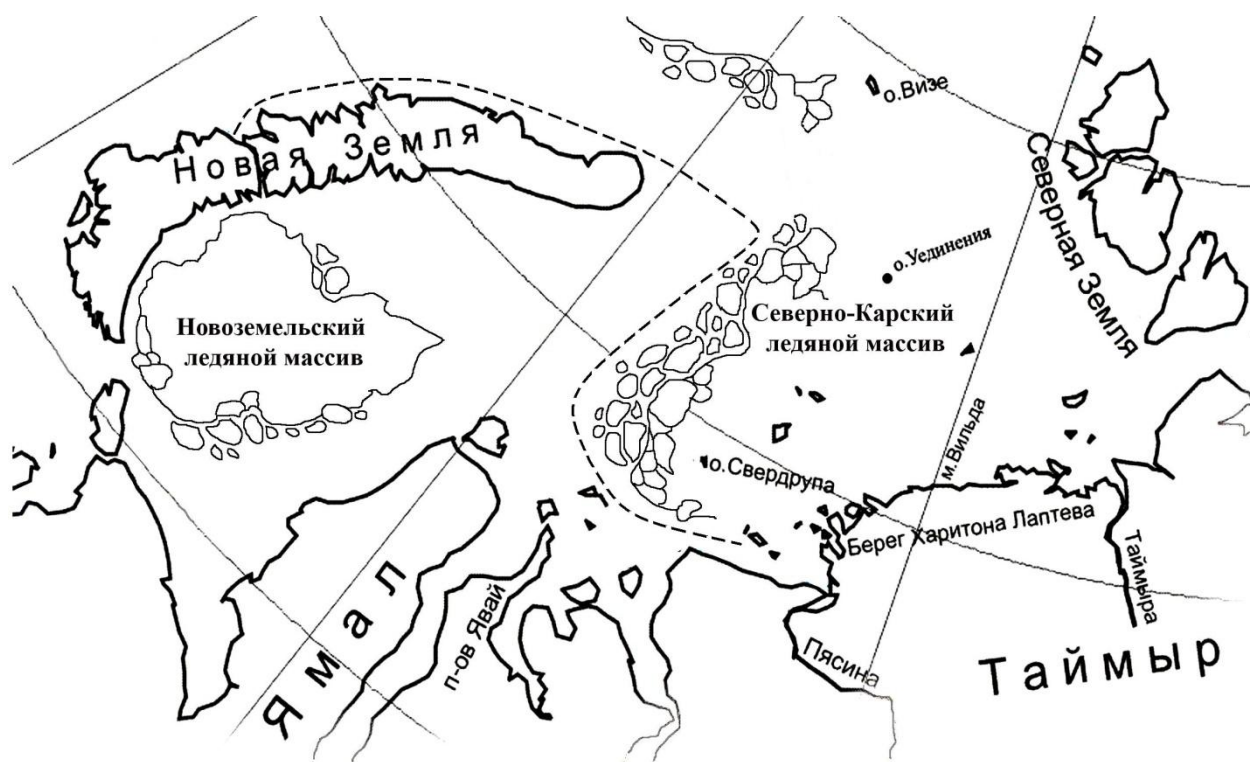 о.Визе
Новая Земля
Северная Земля
о.Уединения
Новоземельский
ледяной массив
Северно-Карский
ледяной массив
м.Вильда
о.Свердрупа
Берег Харитона Лаптева
Таймыра
Ямал
п-ов Явай
Пясина
Таймыр